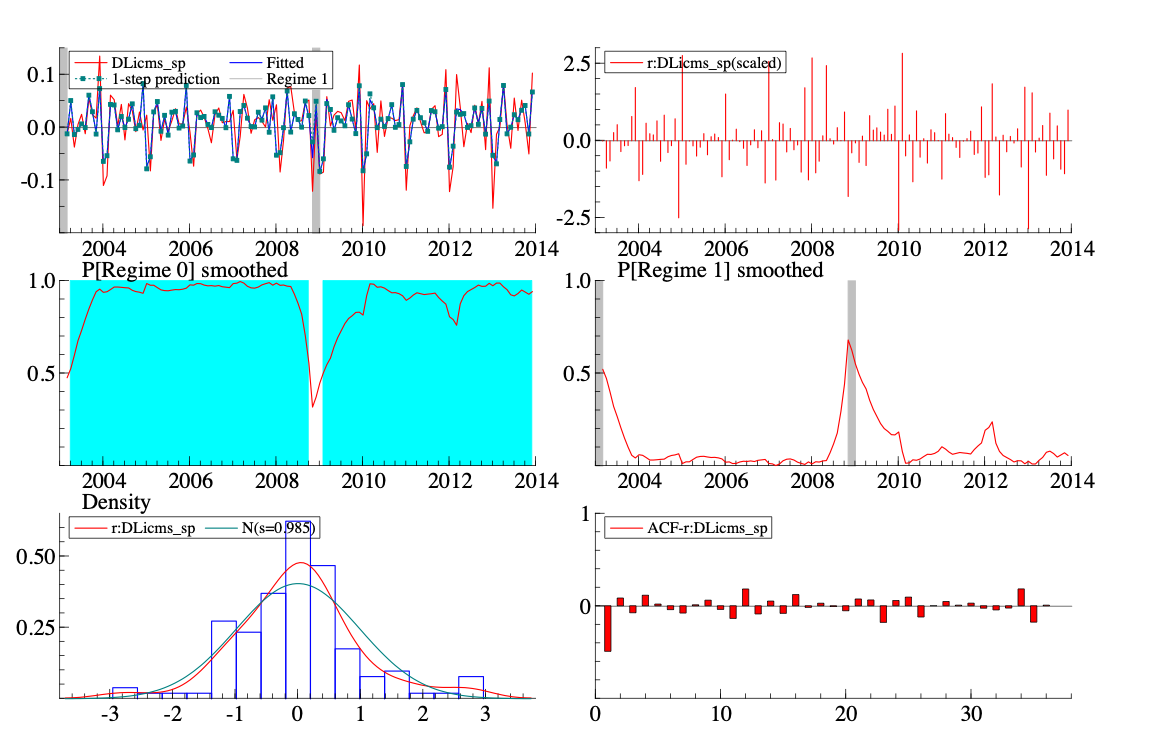 DLicms_sp Fitted
1-step prediction Regime 1
0.1
0.0
-0.1
2004 2006 2008 2010 2012 2014
r:DLicms_sp(scaled)
2.5
0.0
-2.5
2004 2006 2008 2010 2012 2014
P[Regime 0] smoothed
1.0
0.5
2004 2006 2008 2010 2012 2014
P[Regime 1] smoothed
1.0
0.5
2004 2006 2008 2010 2012 2014
Density
r:DLicms_sp N(s=0.985)
0.50
0.25
-3 -2 -1 0 1 2 3
ACF-r:DLicms_sp
1
0
0 10 20 30